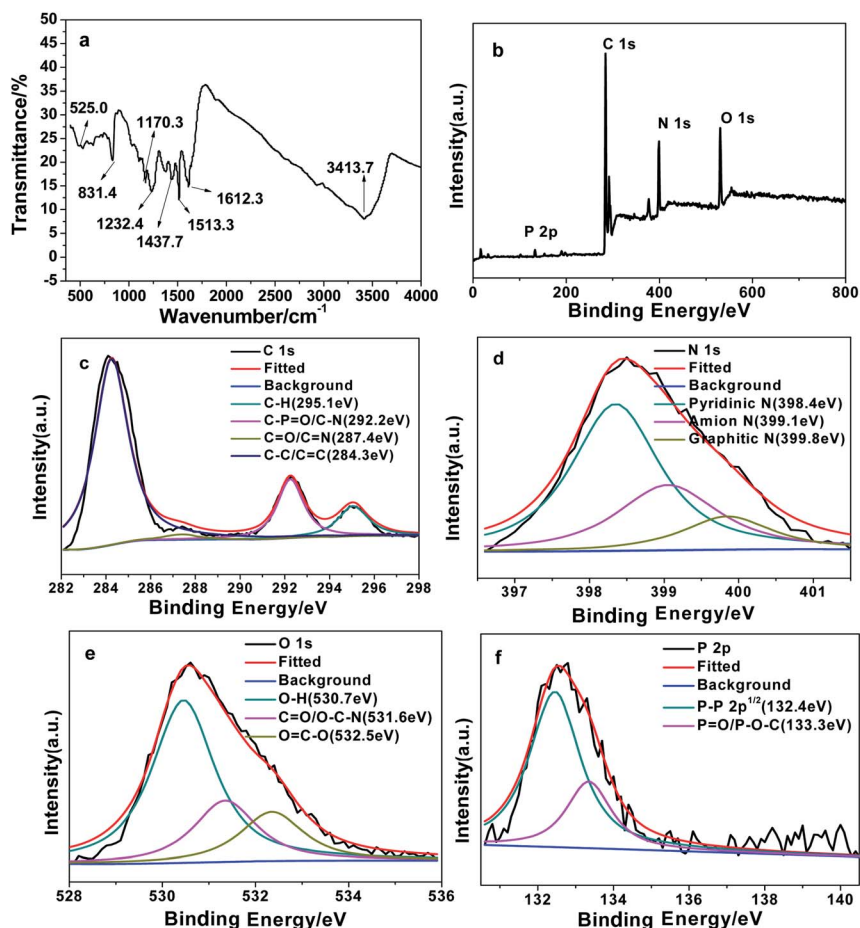 a
Transmittance/%
50
45
40
35
30
25
20
15
10
5
0
-5
525.0
1170.3
831.4
1232.4
1437.7
1513.3
1612.3
3413.7
500 1000 1500 2000 2500 3000 3500 4000
Wavenumber/cm-1
b
Intensity(a.u.)
C 1s
N 1s
O 1s
P 2p
0 200 400 600 800
Binding Energy/eV
c
Intensity(a.u.)
C 1s
Fitted
Background
C-H(295.1eV)
C-P=O/C-N(292.2eV)
C=O/C=N(287.4eV)
C-C/C=C(284.3eV)
282 284 286 288 290 292 294 296 298
Binding Energy/eV
d
Intensity(a.u.)
N 1s
Fitted
Background
Pyridinic N(398.4eV)
Amion N(399.1eV)
Graphitic N(399.8eV)
397 398 399 400 401
Binding Energy/eV
e
Intensity(a.u.)
O 1s
Fitted
Background
O-H(530.7eV)
C=O/O-C-N(531.6eV)
O=C-O(532.5eV)
528 530 532 534 536
Binding Energy/eV
f
Intensity(a.u.)
P 2p
Fitted
Background
P-P 2p1/2(132.4eV)
P=O/P-O-C(133.3eV)
132 134 136 138 140
Binding Energy/eV